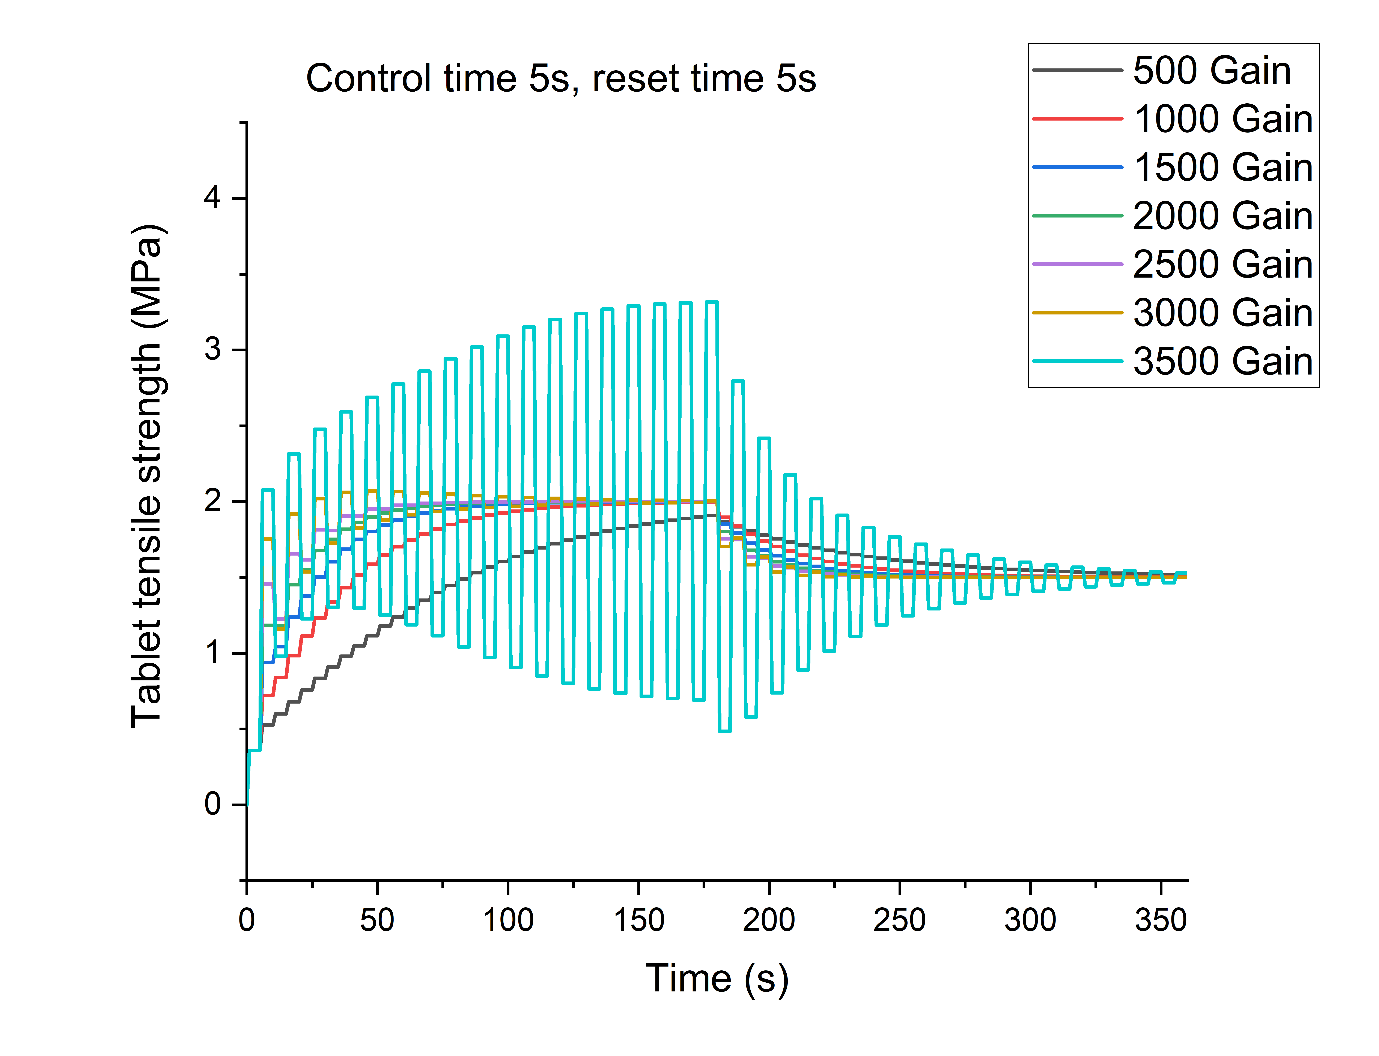 Control time 5s, reset time 5s
500 Gain
1000 Gain
1500 Gain
2000 Gain
2500 Gain
3000 Gain
3500 Gain
Tablet tensile strength (MPa)
4
3
2
1
0
0 50 100 150 200 250 300 350
Time (s)